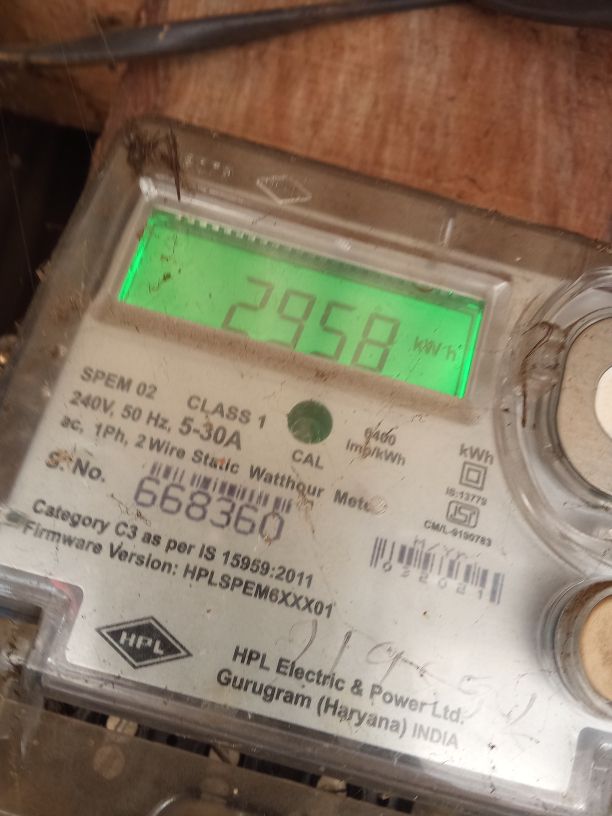 2958 kWh
SPEM 02 CLASS 1
240V, 50 Hz, 5-30A
ac, 1Ph, 2 Wire Static Watthour Meter
CAL
6400
Imp/kWh
kWh
IS:13779
ISI
CM/L-9190783
S. No.
668360
Category C3 as per IS 15959:2011
Firmware Version: HPLSPEM6XXX01
HPL
HPL Electric & Power Ltd.
Gurugram (Haryana) INDIA